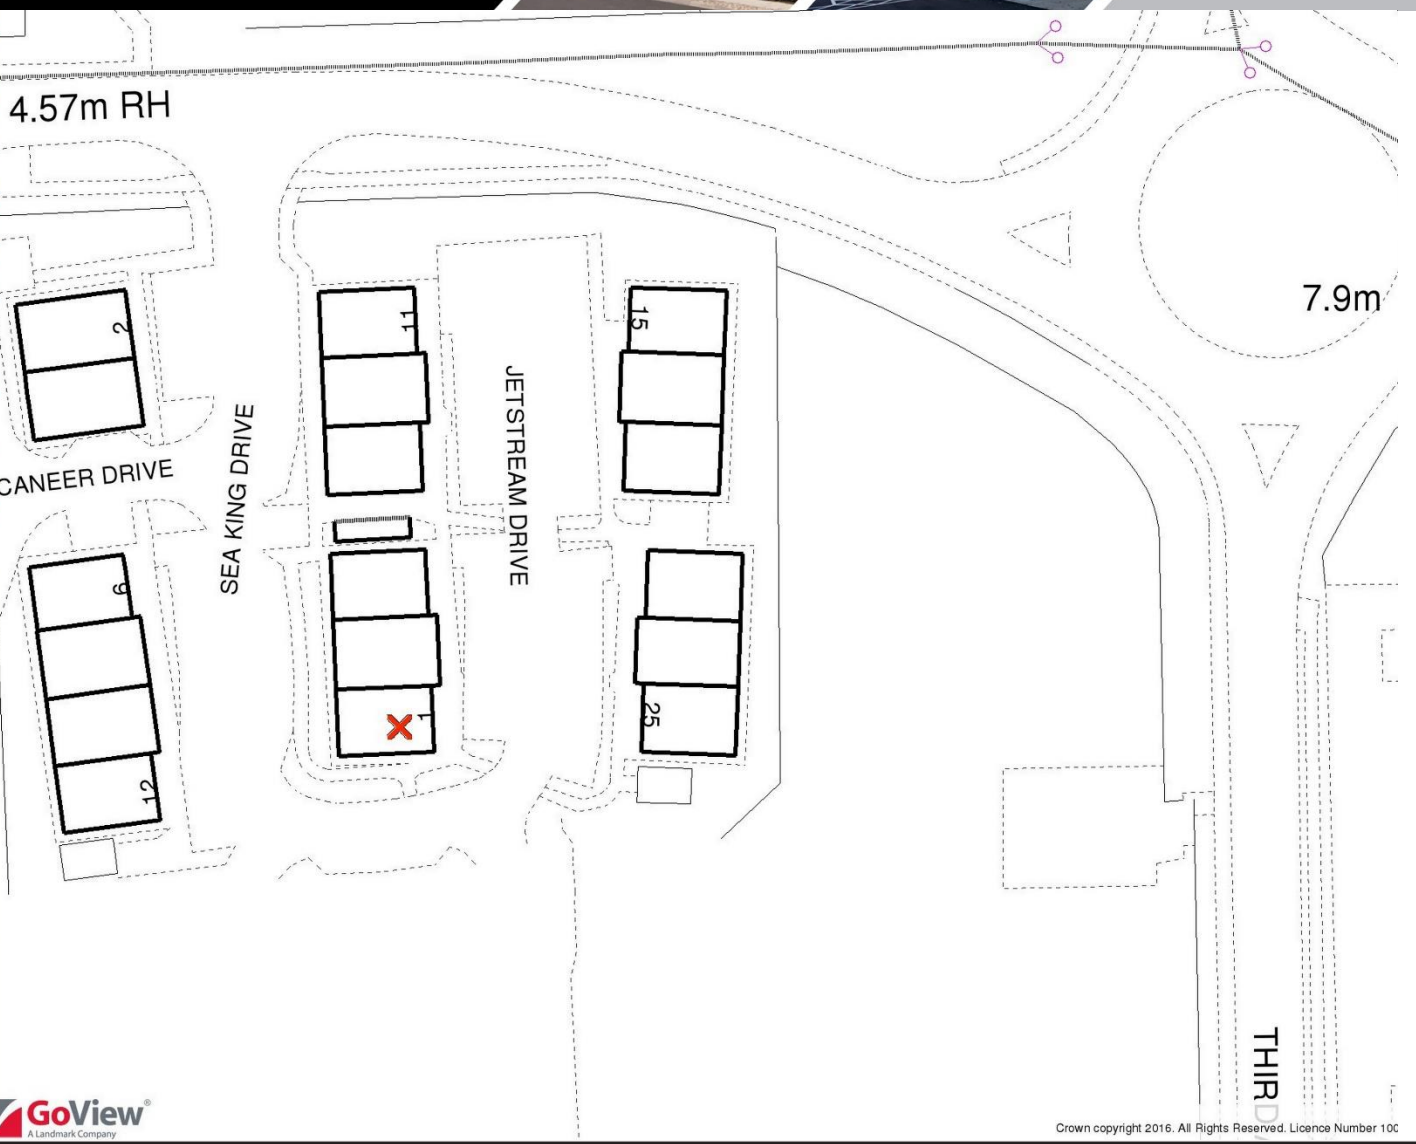 4.57m RH
7.9m
2
11
15
JETSTREAM DRIVE
SEA KING DRIVE
CANEER DRIVE
6
1
25
12
THIRD
GoView®
A Landmark Company
Crown copyright 2016. All Rights Reserved. Licence Number 100